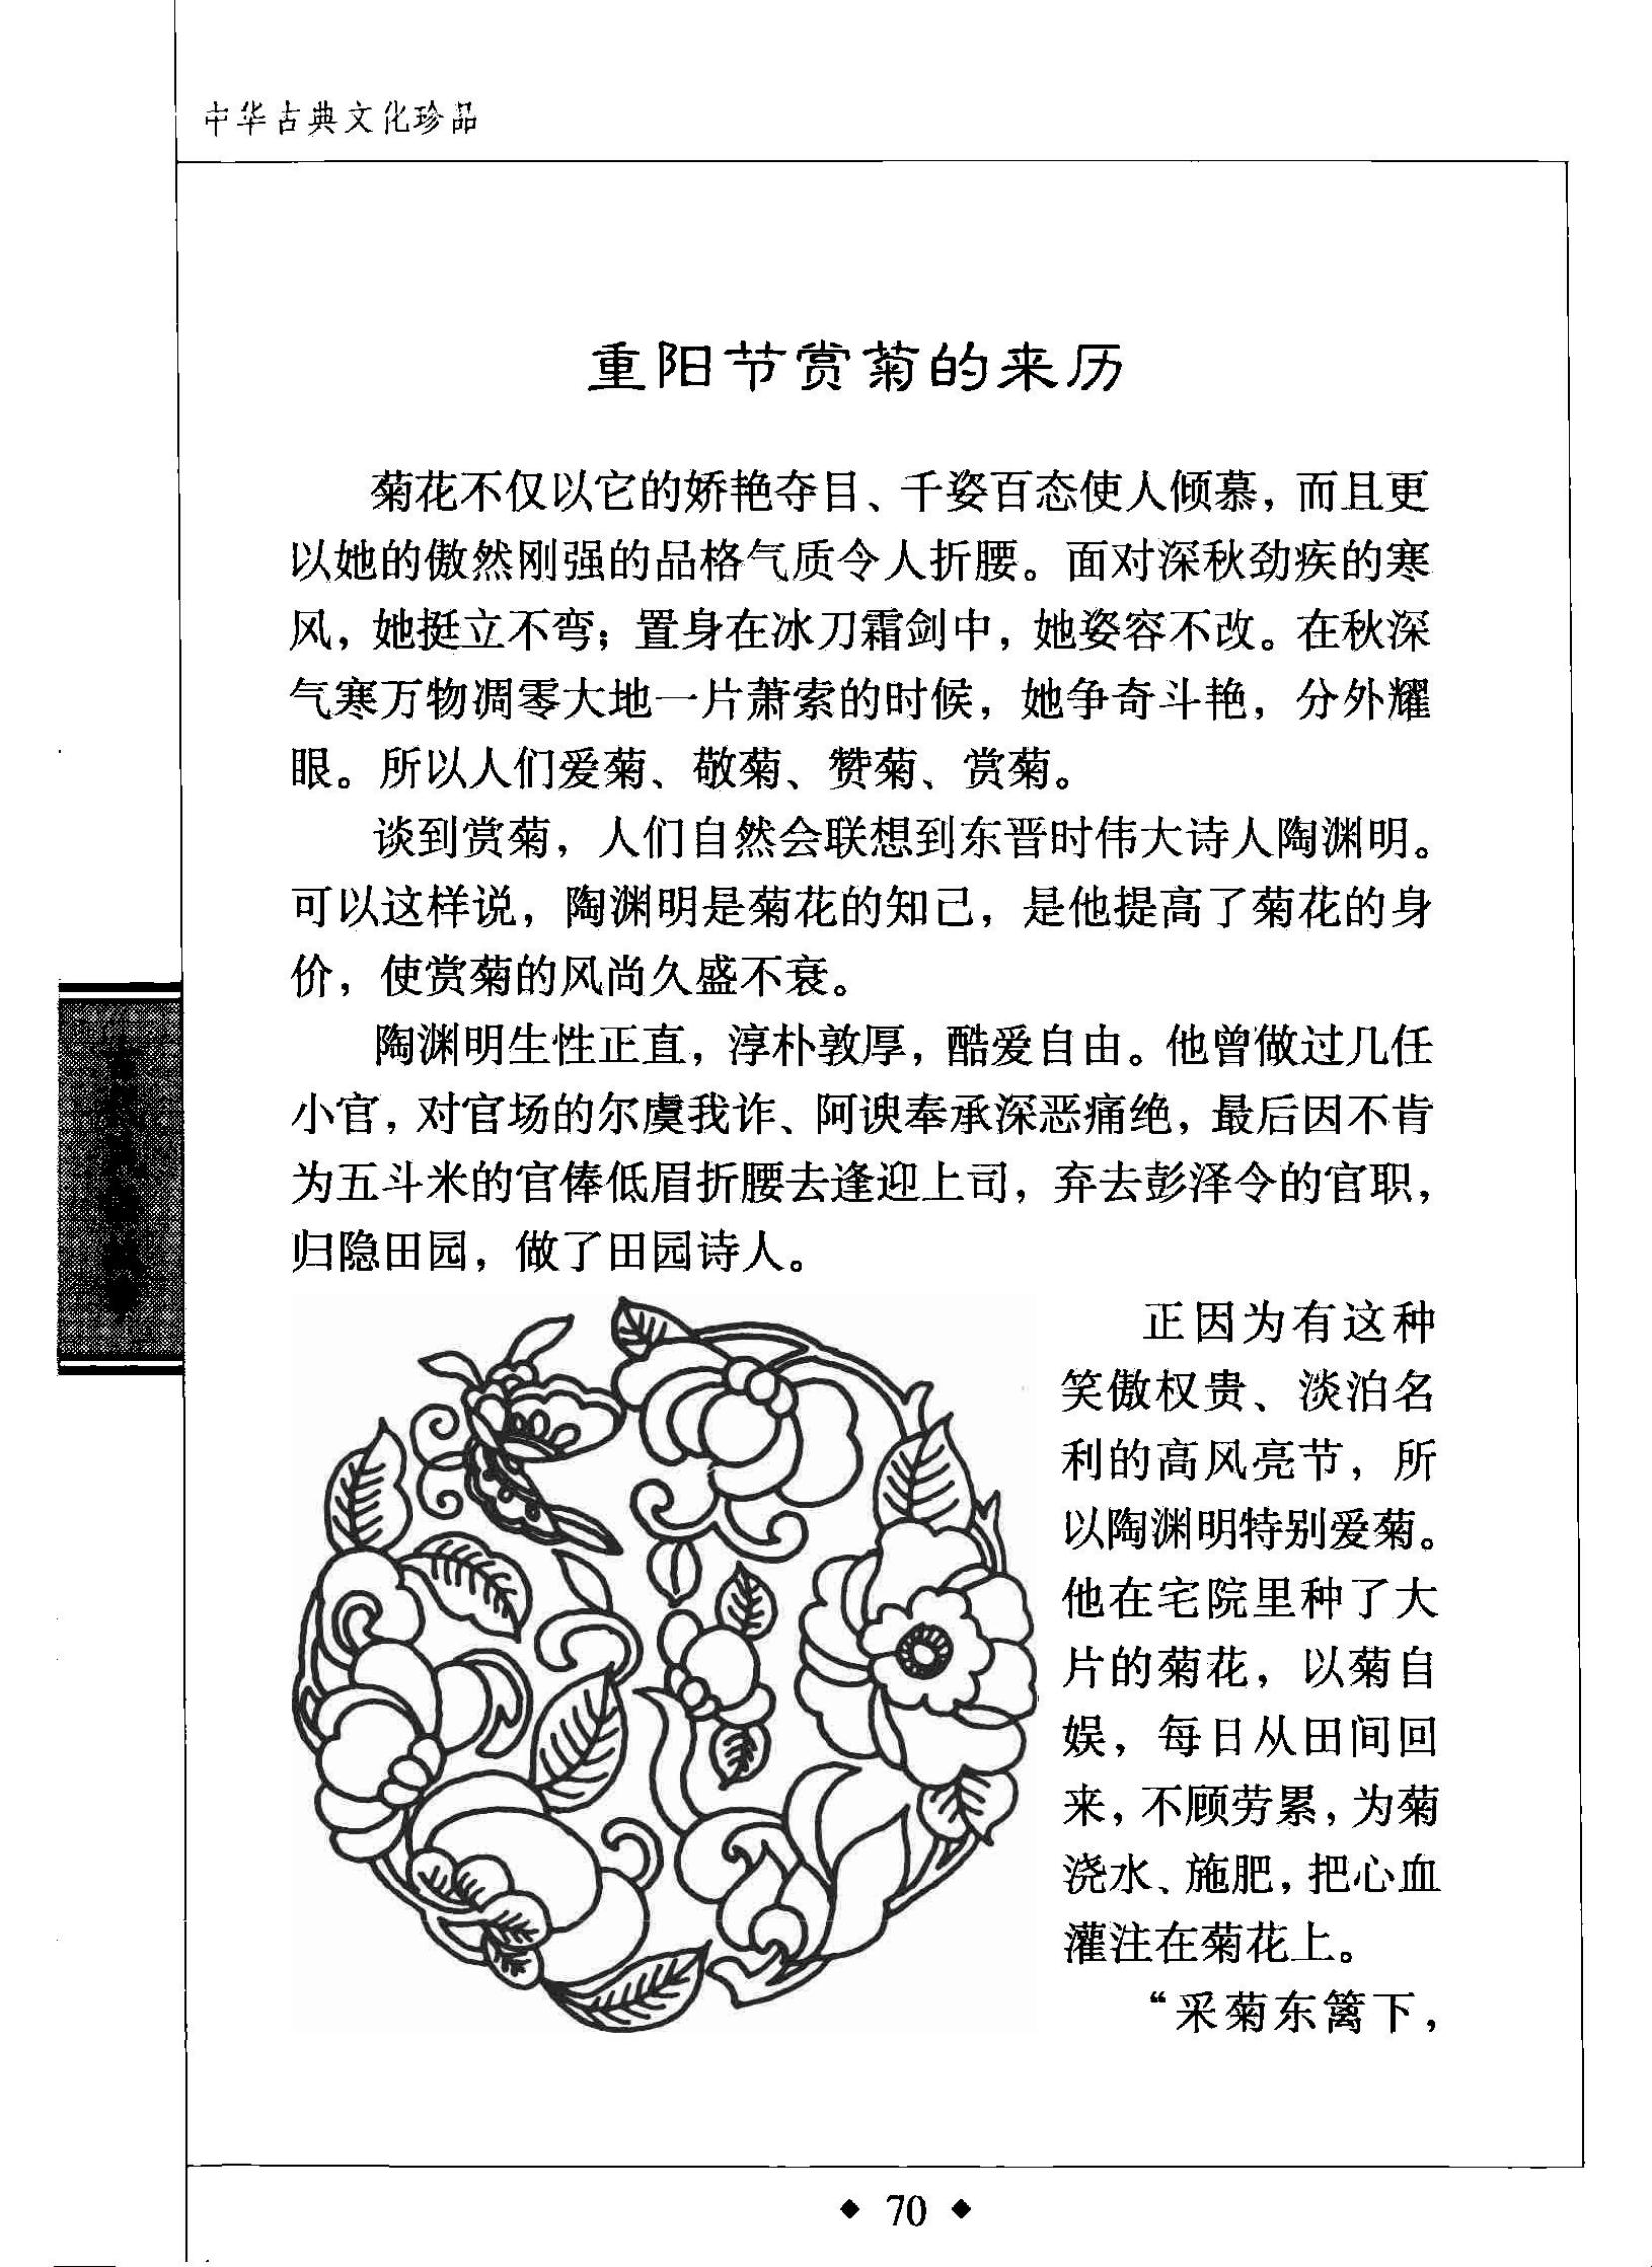 中华古典文化珍品
重阳节赏菊的来历
菊花不仅以它的娇艳夺目、千姿百态使人倾慕，而且更
以她的傲然刚强的品格气质令人折腰。面对深秋劲疾的寒
风，她挺立不弯；置身在冰刀霜剑中，她姿容不改。在秋深
气寒万物凋零大地一片萧索的时候，她争奇斗艳，分外耀
眼。所以人们爱菊、敬菊、赞菊、赏菊。
谈到赏菊，人们自然会联想到东晋时伟大诗人陶渊明。
可以这样说，陶渊明是菊花的知己，是他提高了菊花的身
价，使赏菊的风尚久盛不衰。
陶渊明生性正直，淳朴敦厚，酷爱自由。他曾做过几任
小官，对官场的尔虞我诈、阿谀奉承深恶痛绝，最后因不肯
为五斗米的官俸低眉折腰去逢迎上司，弃去彭泽令的官职，
归隐田园，做了田园诗人。
正因为有这种
笑傲权贵、淡泊名
利的高风亮节，所
以陶渊明特别爱菊。
他在宅院里种了大
片的菊花，以菊自
娱，每日从田间回
来，不顾劳累，为菊
浇水、施肥，把心血
灌注在菊花上。
“采菊东篱下，
◆ 70 ◆